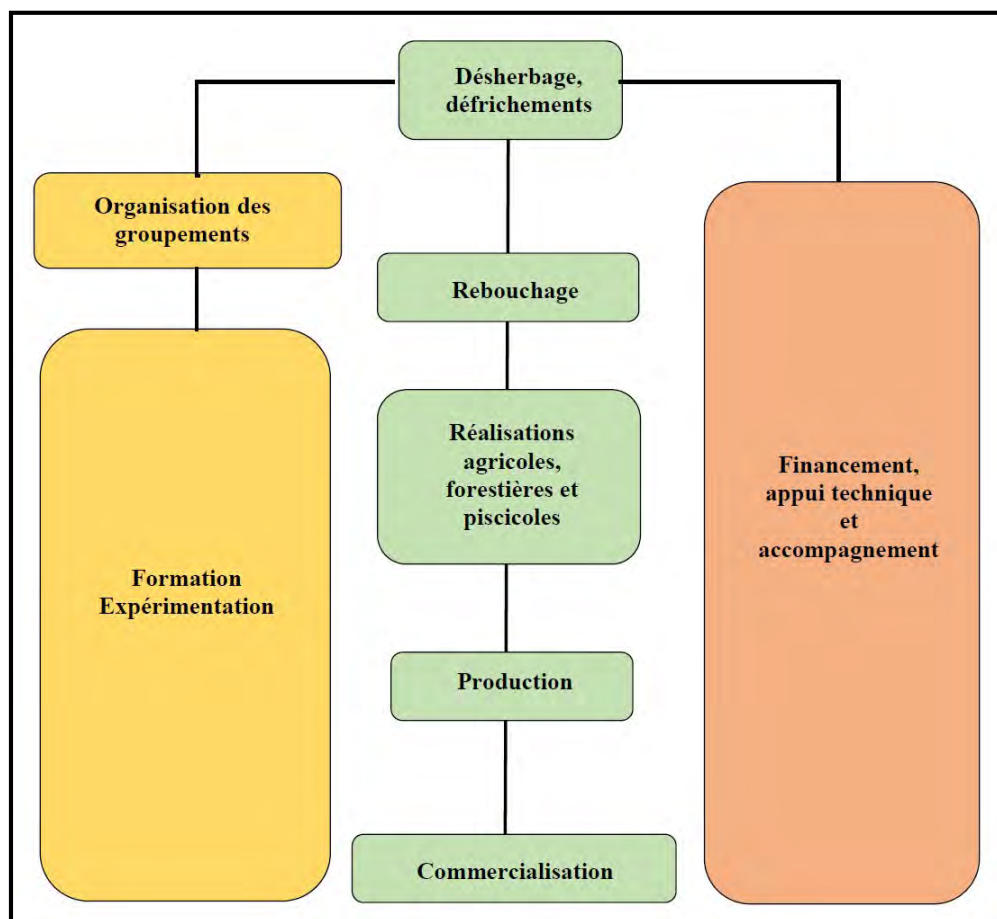 Désherbage,
défrichements
Organisation des
groupements
Rebouchage
Réalisations
agricoles,
forestières et
piscicoles
Financement,
appui technique
et
accompagnement
Formation
Expérimentation
Production
Commercialisation